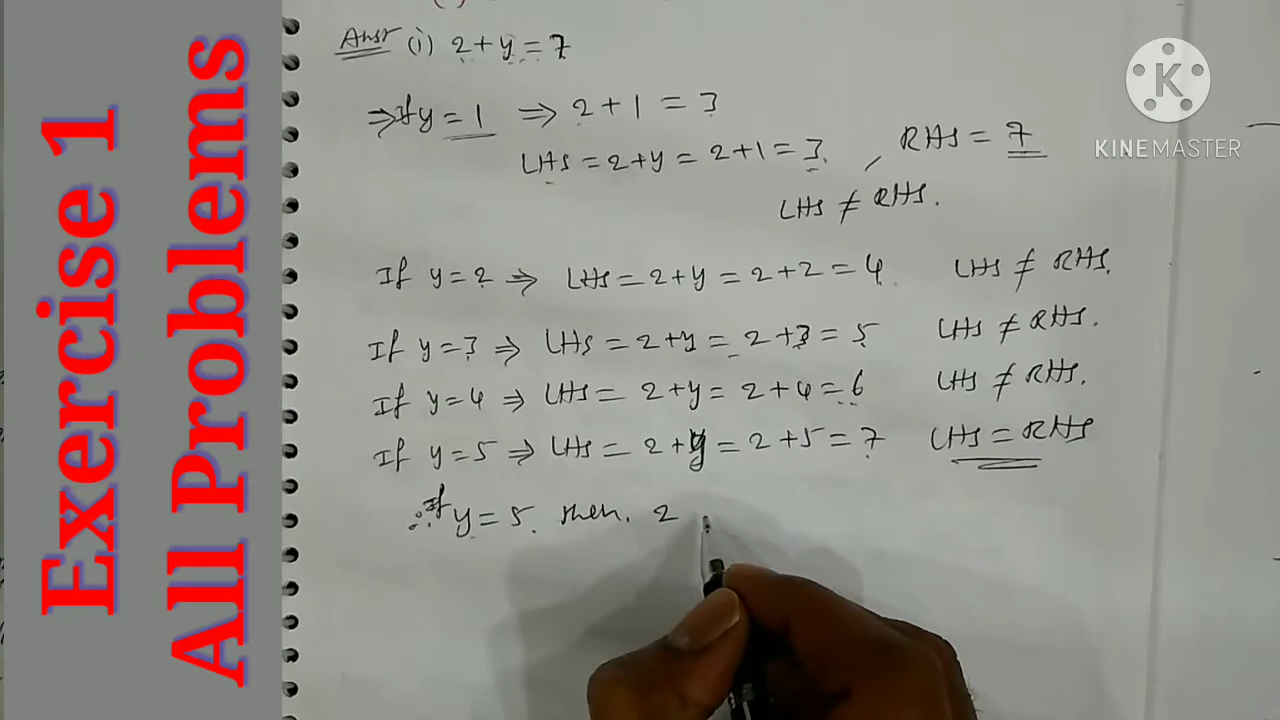 Exercise 1
All Problems
Ansr (i) 2+y=7
⇒ If y=1 ⇒ 2+1=3
LHS=2+y=2+1=3, RHS=7
LHS≠RHS.
If y=2 ⇒ LHS=2+y=2+2=4 LHS≠RHS.
If y=3 ⇒ LHS=2+y=2+3=5 LHS≠RHS.
If y=4 ⇒ LHS=2+y=2+4=6 LHS≠RHS.
If y=5 ⇒ LHS=2+y=2+5=7 LHS=RHS
∴ If y=5. then. 2
K
KINEMASTER